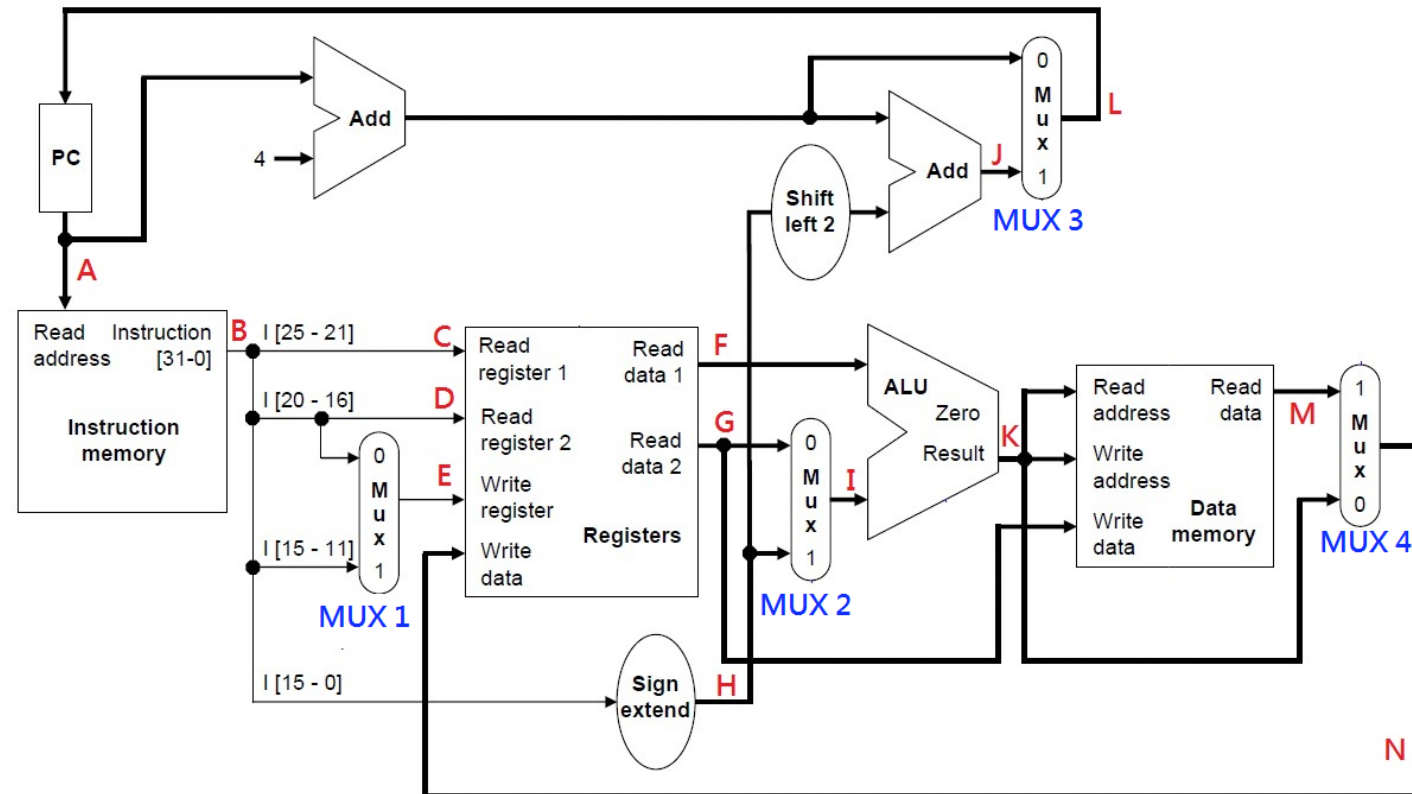 PC
4
Add
Shift
left 2
Add
J
0
M
u
x
1
MUX 3
L
A
Read
address
Instruction
[31-0]
Instruction
memory
B
I [25 - 21]
C
I [20 - 16]
D
0
M
u
x
1
MUX 1
E
I [15 - 11]
I [15 - 0]
Read
register 1
Read
register 2
Write
register
Write
data
Read
data 1
Read
data 2
Registers
F
G
Sign
extend
H
0
M
u
x
1
MUX 2
I
ALU
Zero
Result
K
Read
address
Write
address
Write
data
Read
data
Data
memory
M
1
M
u
x
0
MUX 4
N